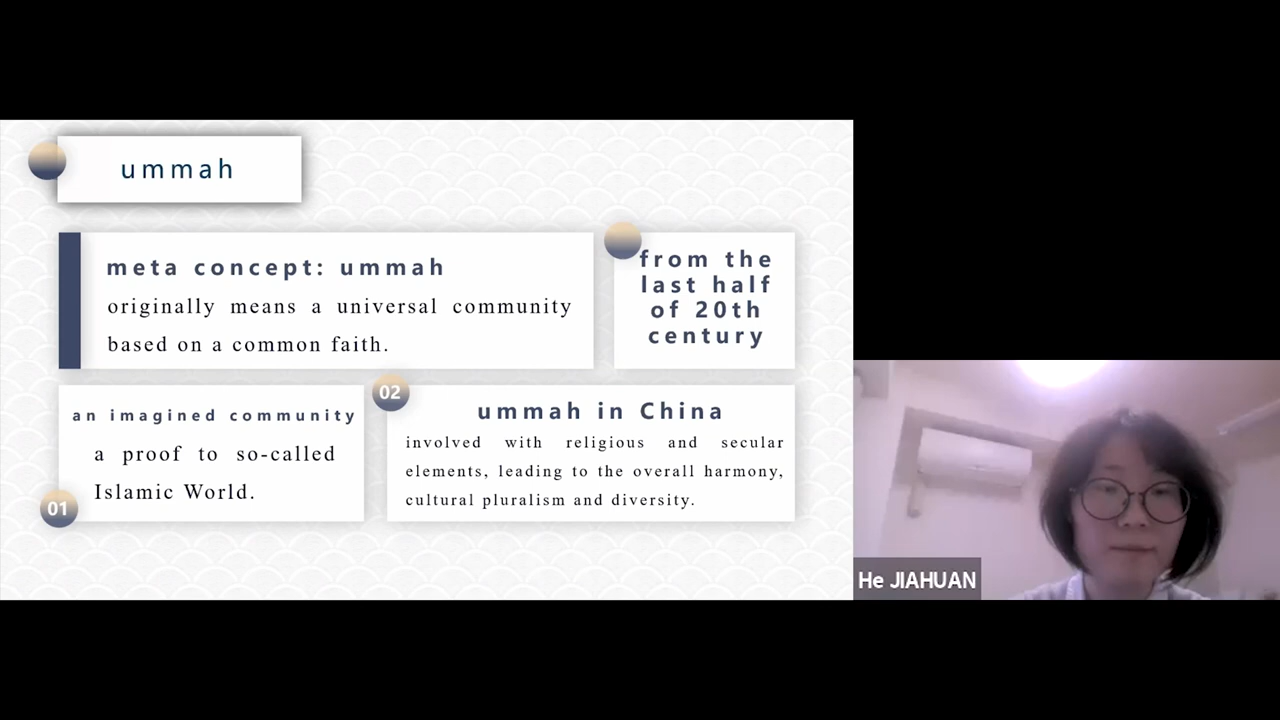 ummah
meta concept: ummah
originally means a universal community
based on a common faith.
from the
last half
of 20th
century
an imagined community
a proof to so-called
Islamic World.
01
02
ummah in China
involved with religious and secular
elements, leading to the overall harmony,
cultural pluralism and diversity.
He JIAHUAN